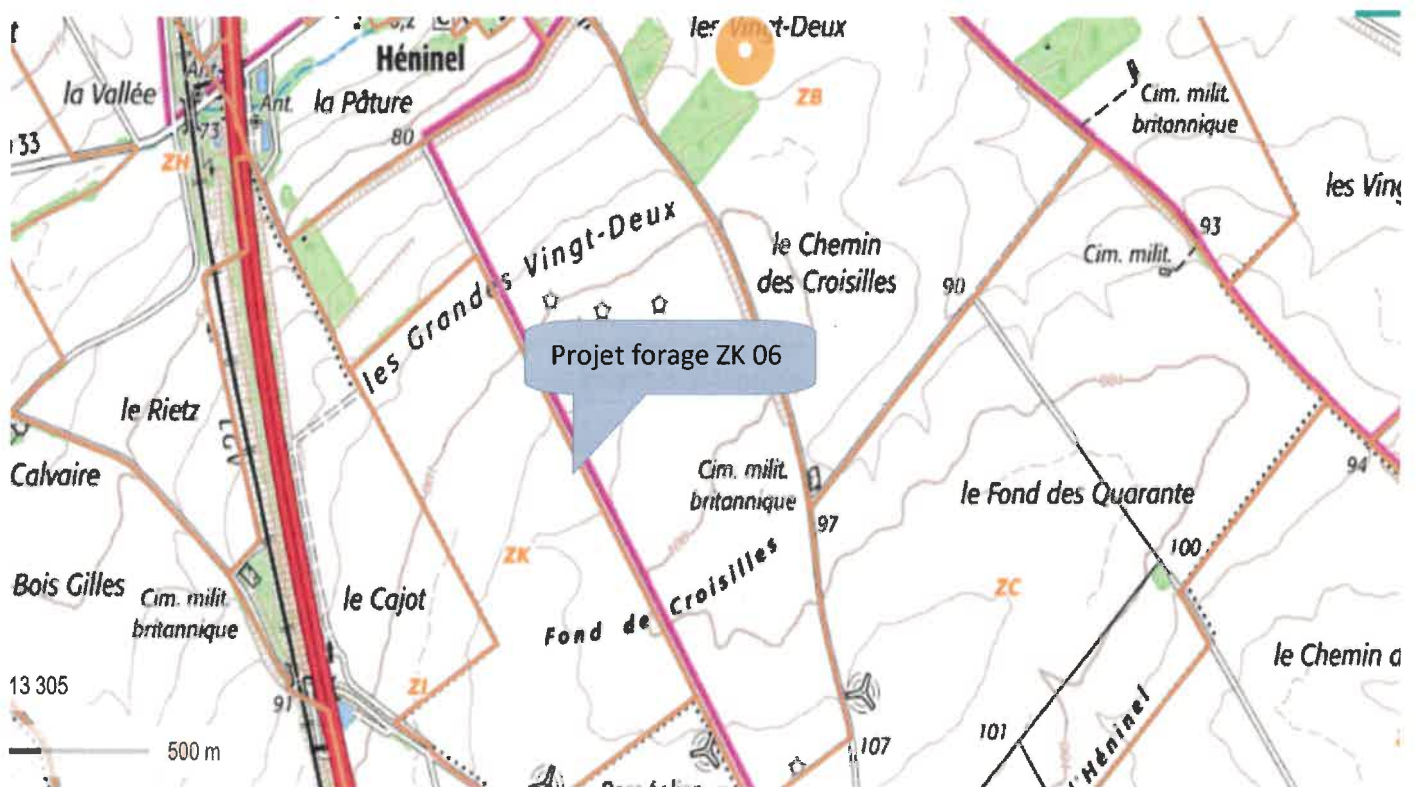 les Vingt-Deux
Héninel
la Vallée
Ant.
Ant.
la Pâture
73
80
ZH
ZB
33
Cim. milit.
britannique
les Ving
93
Cim. milit.
le Chemin
des Croisilles
les Grandes Vingt-Deux
90
Projet forage ZK 06
le Rietz
LGV
Calvaire
Cim. milit.
britannique
97
le Fond des Quarante
94
100
ZK
Bois Gilles
Cim. milit.
britannique
le Cajot
Fond de Croisilles
ZC
le Chemin d
13 305
ZI
91
500 m
107
101
d'Héninel